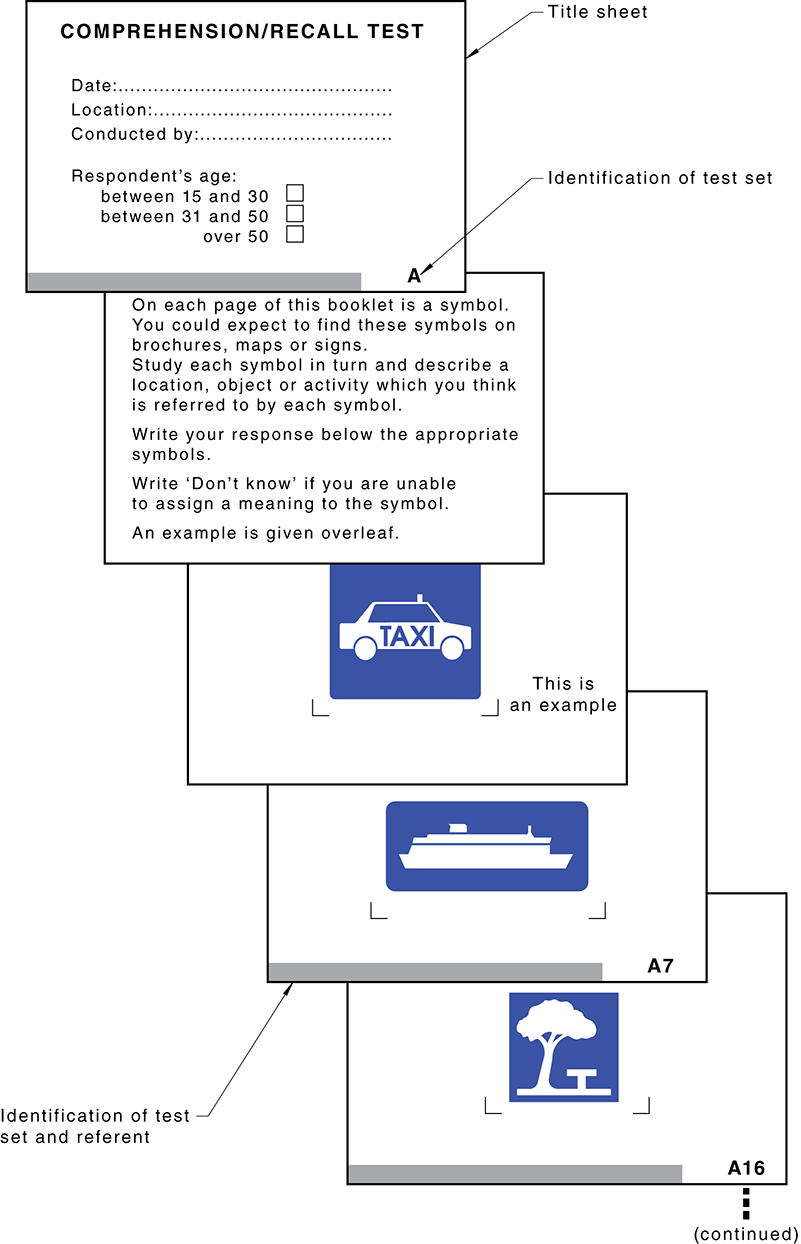 COMPREHENSION/RECALL TEST
Title sheet
Date:................................................
Location:..........................................
Conducted by:.................................
Respondent's age:
between 15 and 30
between 31 and 50
over 50
Identification of test set
A
On each page of this booklet is a symbol.
You could expect to find these symbols on
brochures, maps or signs.
Study each symbol in turn and describe a
location, object or activity which you think
is referred to by each symbol.
Write your response below the appropriate
symbols.
Write ‘Don’t know’ if you are unable
to assign a meaning to the symbol.
An example is given overleaf.
TAXI
This is
an example
A7
Identification of test
set and referent
A16
(continued)